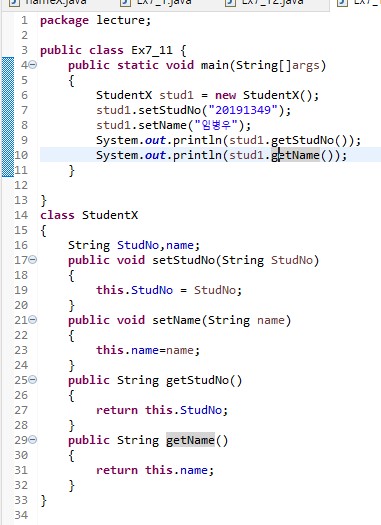 nameX.java Ex7_1.java Ex7_12.java
1 package lecture;
2
3 public class Ex7_11 {
4 public static void main(String[]args)
5 {
6 StudentX stud1 = new StudentX();
7 stud1.setStudNo("20191349");
8 stud1.setName("임병우");
9 System.out.println(stud1.getStudNo());
10 System.out.println(stud1.getName());
11 }
12
13 }
14 class StudentX
15 {
16 String StudNo,name;
17 public void setStudNo(String StudNo)
18 {
19 this.StudNo = StudNo;
20 }
21 public void setName(String name)
22 {
23 this.name=name;
24 }
25 public String getStudNo()
26 {
27 return this.StudNo;
28 }
29 public String getName()
30 {
31 return this.name;
32 }
33 }
34